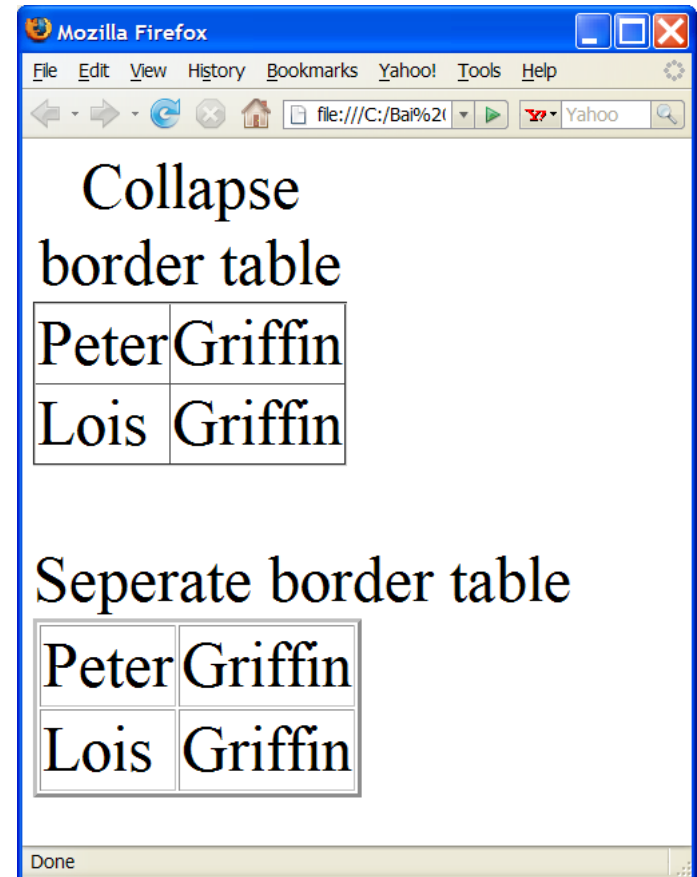 Mozilla Firefox
File Edit View History Bookmarks Yahoo! Tools Help
file:///C:/Bai%2( Y! Yahoo
Collapse
border table
Peter Griffin
Lois Griffin
Seperate border table
Peter Griffin
Lois Griffin
Done